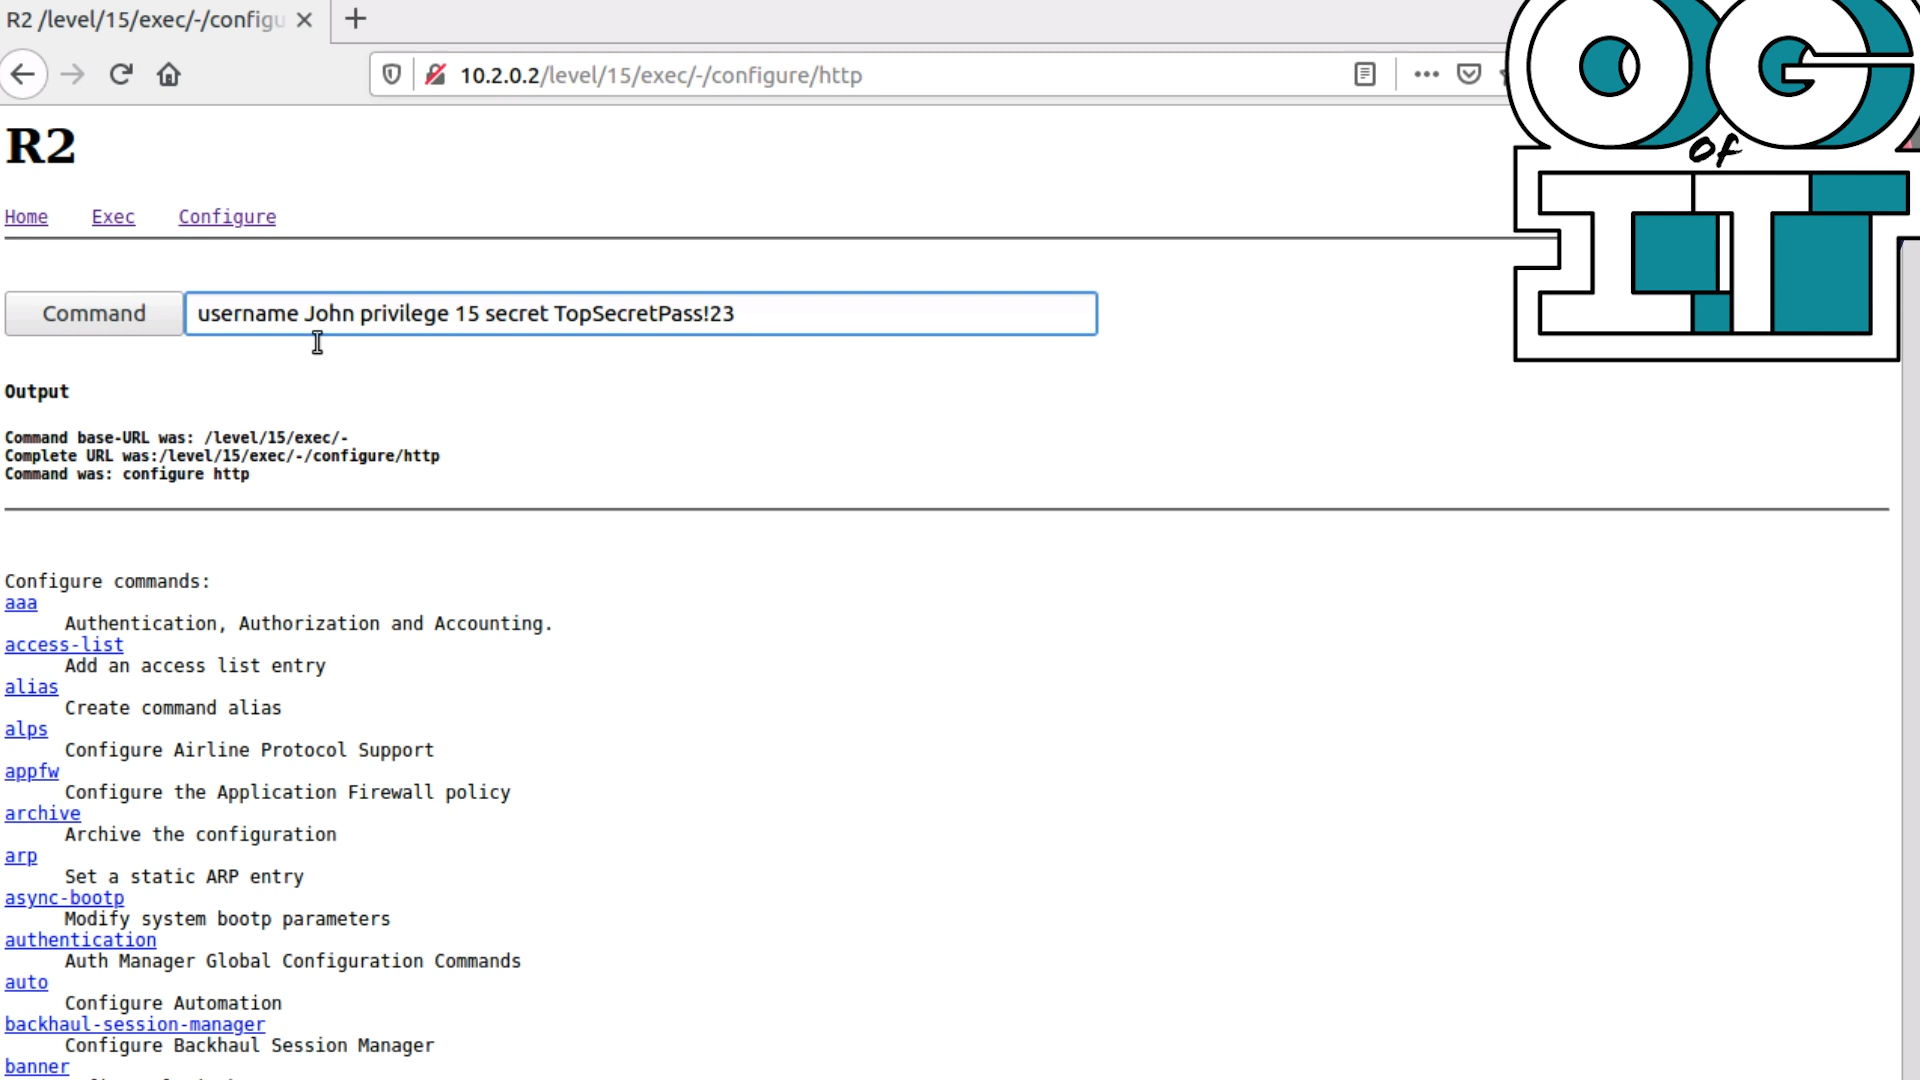 R2 /level/15/exec/-/configu
10.2.0.2/level/15/exec/-/configure/http
OG
of
IT
R2
Home Exec Configure
Command username John privilege 15 secret TopSecretPass!23
Output
Command base-URL was: /level/15/exec/-
Complete URL was:/level/15/exec/-/configure/http
Command was: configure http
Configure commands:
aaa
Authentication, Authorization and Accounting.
access-list
Add an access list entry
alias
Create command alias
alps
Configure Airline Protocol Support
appfw
Configure the Application Firewall policy
archive
Archive the configuration
arp
Set a static ARP entry
async-bootp
Modify system bootp parameters
authentication
Auth Manager Global Configuration Commands
auto
Configure Automation
backhaul-session-manager
Configure Backhaul Session Manager
banner